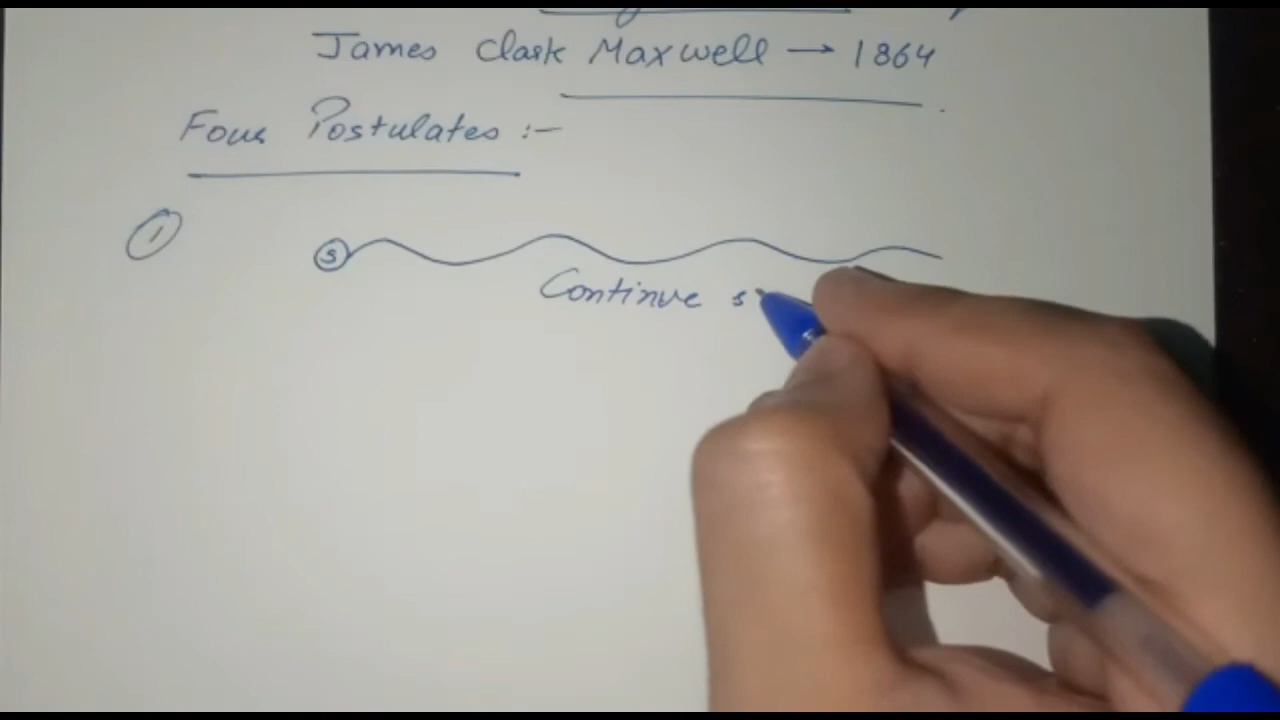 James Clark Maxwell → 1864
Four Postulates :-
1
S
Continue s